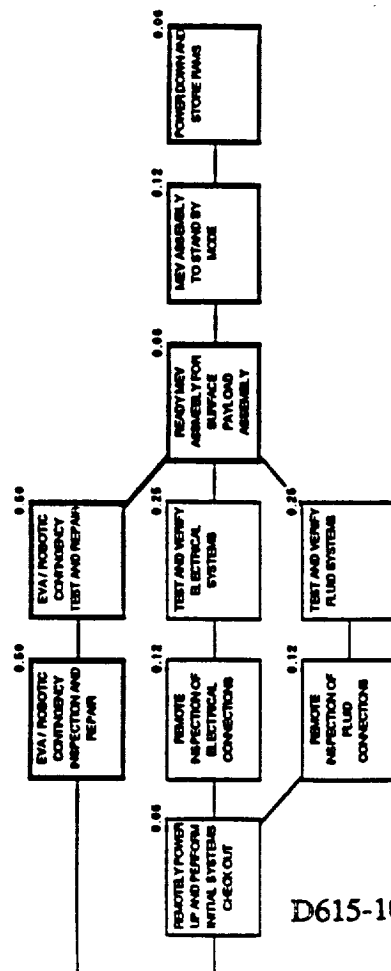 0.50
EVA / ROBOTIC
CONTINGENCY
INSPECTION AND
REPAIR
0.50
EVA / ROBOTIC
CONTINGENCY
TEST AND REPAIR
0.06
REMOTELY POWER
UP AND PERFORM
INITIAL SYSTEMS
CHECK OUT
0.12
REMOTE
INSPECTION OF
ELECTRICAL
CONNECTIONS
0.25
TEST AND VERIFY
ELECTRICAL
SYSTEMS
0.06
READY MEV
ASSMEBLY FOR
SURFACE
PAYLOAD
ASSEMBLY
0.12
MEV ASSEMBLY
TO STAND BY
MODE
0.06
POWER DOWN AND
STORE RAMS
0.12
REMOTE
INSPECTION OF
FLUID
CONNECTIONS
0.25
TEST AND VERIFY
FLUID SYSTEMS